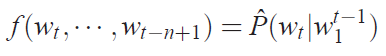 f(w_t, ⋯, w_{t−n+1}) = P̂(w_t|w_1^{t−1})